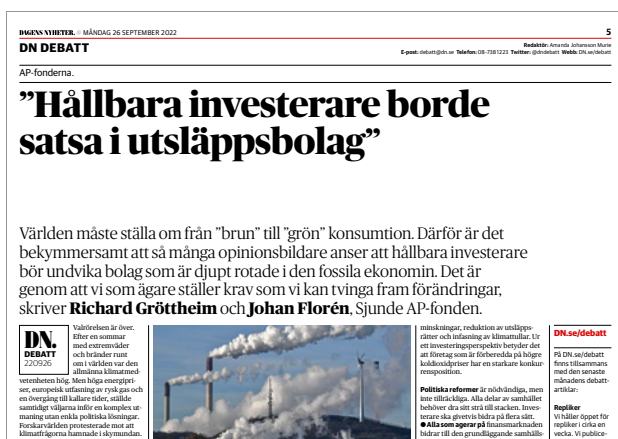 DAGENS NYHETER. MÅNDAG 26 SEPTEMBER 2022
5
DN DEBATT
Redaktör: Amanda Johansson Murie
E-post: debatt@dn.se Telefon: 08-738 12 23 Twitter: @dndebatt Webb: DN.se/debatt
AP-fonderna.
”Hållbara investerare borde
satsa i utsläppsbolag”
Världen måste ställa om från ”brun” till ”grön” konsumtion. Därför är det
bekymmersamt att så många opinionsbildare anser att hållbara investerare
bör undvika bolag som är djupt rotade i den fossila ekonomin. Det är
genom att vi som ägare ställer krav som vi kan tvinga fram förändringar,
skriver Richard Gröttheim och Johan Florén, Sjunde AP-fonden.
DN.
DEBATT
220926
Valrörelsen är över.
Efter en sommar
med extremväder
och bränder runt
om i världen var den
allmänna klimatmed-
vetenheten hög. Men höga energipri-
ser, europeisk utfasning av rysk gas och
en övergång till kallare tider, ställde
samtidigt väljarna inför en komplex ut-
maning utan enkla politiska lösningar.
Forskarvärlden protesterade mot att
klimatfrågorna hamnade i skymundan.
minskningar, reduktion av utsläpps-
rätter och infasning av klimattullar. Ur
ett investeringsperspektiv betyder det
att företag som är förberedda på högre
koldioxidpriser har en starkare konkur-
rensposition.
Politiska reformer är nödvändiga, men
inte tillräckliga. Alla delar av samhället
behöver dra sitt strå till stacken. Inves-
terare ska givetvis bidra på flera sätt.
● Alla som agerar på finansmarknaden
bidrar till den grundläggande samhälls-
DN.se/debatt
På DN.se/debatt
finns tillsammans
med den senaste
månadens debatt-
artiklar:
Repliker
Vi håller öppet för
repliker i cirka en
vecka. Vi publice-